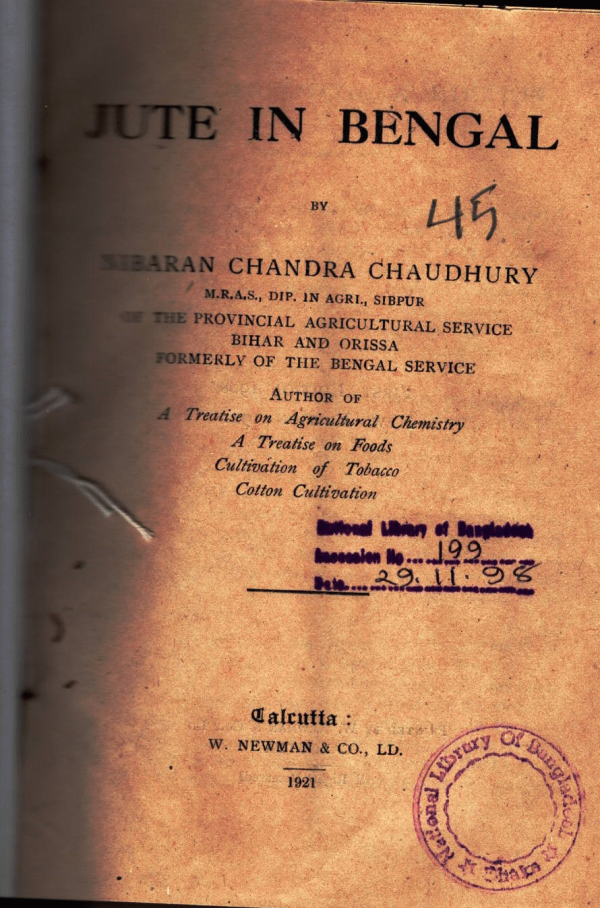 JUTE IN BENGAL
BY
45
NIBARAN CHANDRA CHAUDHURY
M.R.A.S., DIP. IN AGRI., SIBPUR
OF THE PROVINCIAL AGRICULTURAL SERVICE
BIHAR AND ORISSA
FORMERLY OF THE BENGAL SERVICE
AUTHOR OF
A Treatise on Agricultural Chemistry
A Treatise on Foods
Cultivation of Tobacco
Cotton Cultivation
National Library of Bangladesh
Accession No....199
Date....29.11.98
Calcutta :
W. NEWMAN & CO., LD.
1921
National Library Of Bangladesh
Dhaka